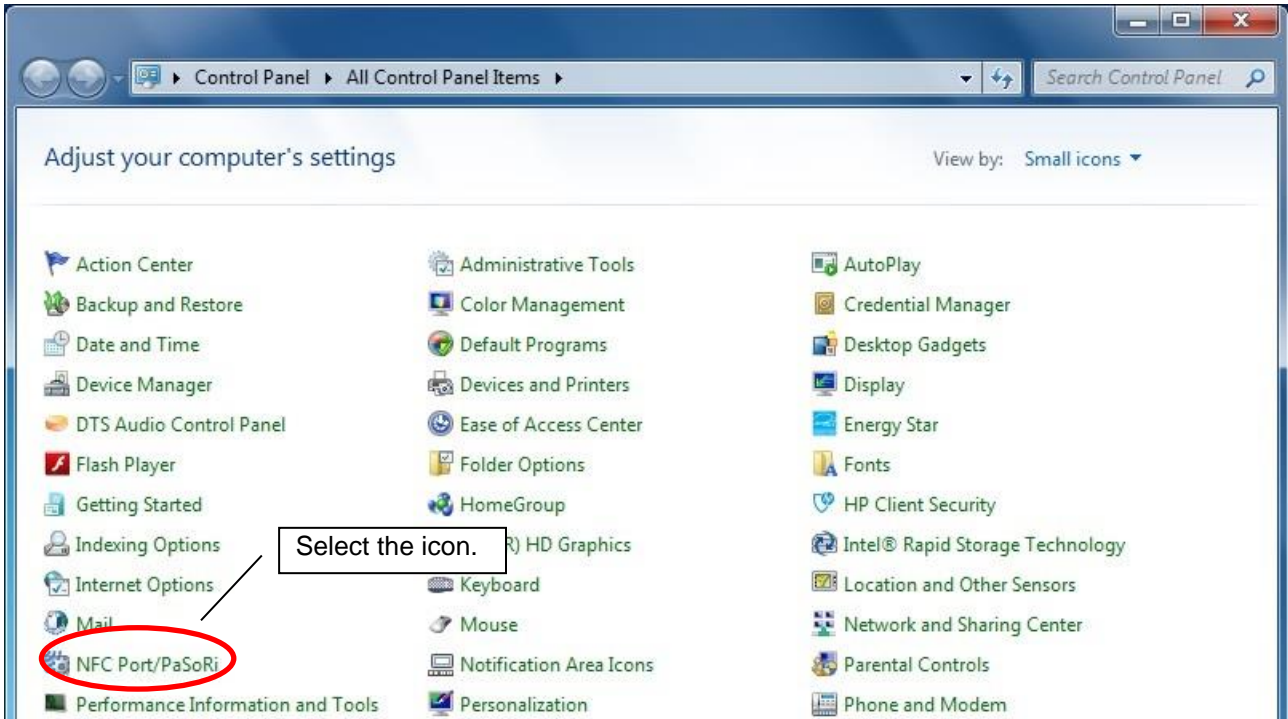 Control Panel All Control Panel Items Search Control Panel
Adjust your computer's settings View by: Small icons
Action Center Administrative Tools AutoPlay
Backup and Restore Color Management Credential Manager
Date and Time Default Programs Desktop Gadgets
Device Manager Devices and Printers Display
DTS Audio Control Panel Ease of Access Center Energy Star
Flash Player Folder Options Fonts
Getting Started HomeGroup HP Client Security
Indexing Options Select the icon. R) HD Graphics Intel® Rapid Storage Technology
Internet Options Keyboard Location and Other Sensors
Mail Mouse Network and Sharing Center
NFC Port/PaSoRi Notification Area Icons Parental Controls
Performance Information and Tools Personalization Phone and Modem